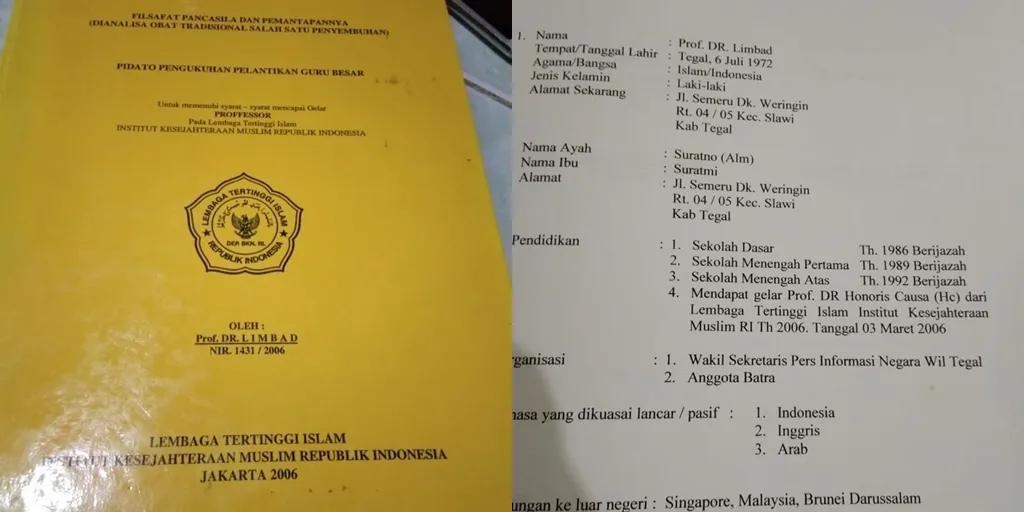 FILSAFAT PANCASILA DAN PEMANTAPANNYA
(DIANALISA OBAT TRADISIONAL SALAH SATU PENYEMBUHAN)
PIDATO PENGUKUHAN PELANTIKAN GURU BESAR
Untuk memenuhi syarat – syarat mencapai Gelar
PROFFESSOR
Pada Lembaga Tertinggi Islam
INSTITUT KESEJAHTERAAN MUSLIM REPUBLIK INDONESIA
LEMBAGA TERTINGGI ISLAM
DER BKN. RI.
REPUBLIK INDONESIA
OLEH :
Prof. DR. L I M B A D
NIR. 1431 / 2006
LEMBAGA TERTINGGI ISLAM
INSTITUT KESEJAHTERAAN MUSLIM REPUBLIK INDONESIA
JAKARTA 2006
1. Nama : Prof. DR. Limbad
Tempat/Tanggal Lahir : Tegal, 6 Juli 1972
Agama/Bangsa : Islam/Indonesia
Jenis Kelamin : Laki-laki
Alamat Sekarang : Jl. Semeru Dk. Weringin
Rt. 04 / 05 Kec. Slawi
Kab Tegal
Nama Ayah : Suratno (Alm)
Nama Ibu : Suratmi
Alamat : Jl. Semeru Dk. Weringin
Rt. 04 / 05 Kec. Slawi
Kab Tegal
Pendidikan : 1. Sekolah Dasar Th. 1986 Berijazah
2. Sekolah Menengah Pertama Th. 1989 Berijazah
3. Sekolah Menengah Atas Th. 1992 Berijazah
4. Mendapat gelar Prof. DR Honoris Causa (Hc) dari
Lembaga Tertinggi Islam Institut Kesejahteraan
Muslim RI Th 2006. Tanggal 03 Maret 2006
rganisasi : 1. Wakil Sekretaris Pers Informasi Negara Wil Tegal
2. Anggota Batra
hasa yang dikuasai lancar / pasif : 1. Indonesia
2. Inggris
3. Arab
ungan ke luar negeri : Singapore, Malaysia, Brunei Darussalam